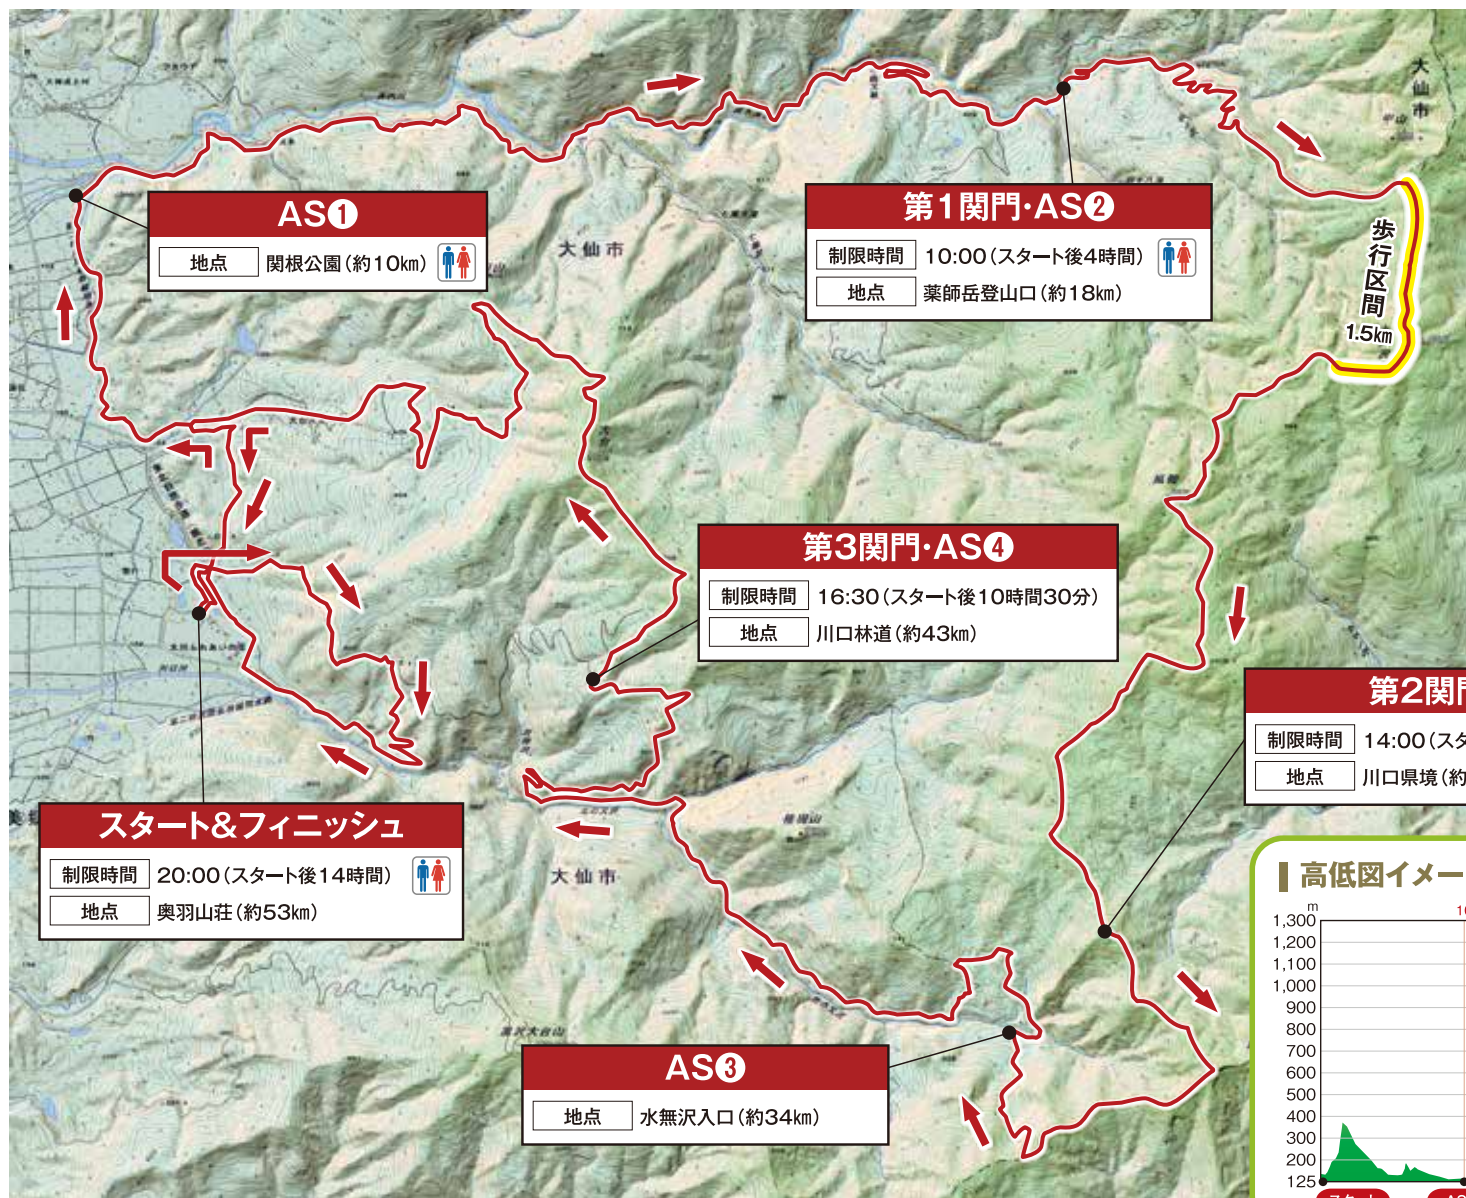 大仙市
AS❶
地点 関根公園（約10km）
第1関門・AS❷
制限時間 10:00（スタート後4時間）
地点 薬師岳登山口（約18km）
歩行区間
1.5km
大仙市
第3関門・AS❹
制限時間 16:30（スタート後10時間30分）
地点 川口林道（約43km）
第2関門
制限時間 14:00（スタ
地点 川口県境（約
スタート&フィニッシュ
制限時間 20:00（スタート後14時間）
地点 奥羽山荘（約53km）
大仙市
黒沢大台山
AS❸
地点 水無沢入口（約34km）
高低図イメー
m
1,300
1,200
1,100
1,000
900
800
700
600
500
400
300
200
125